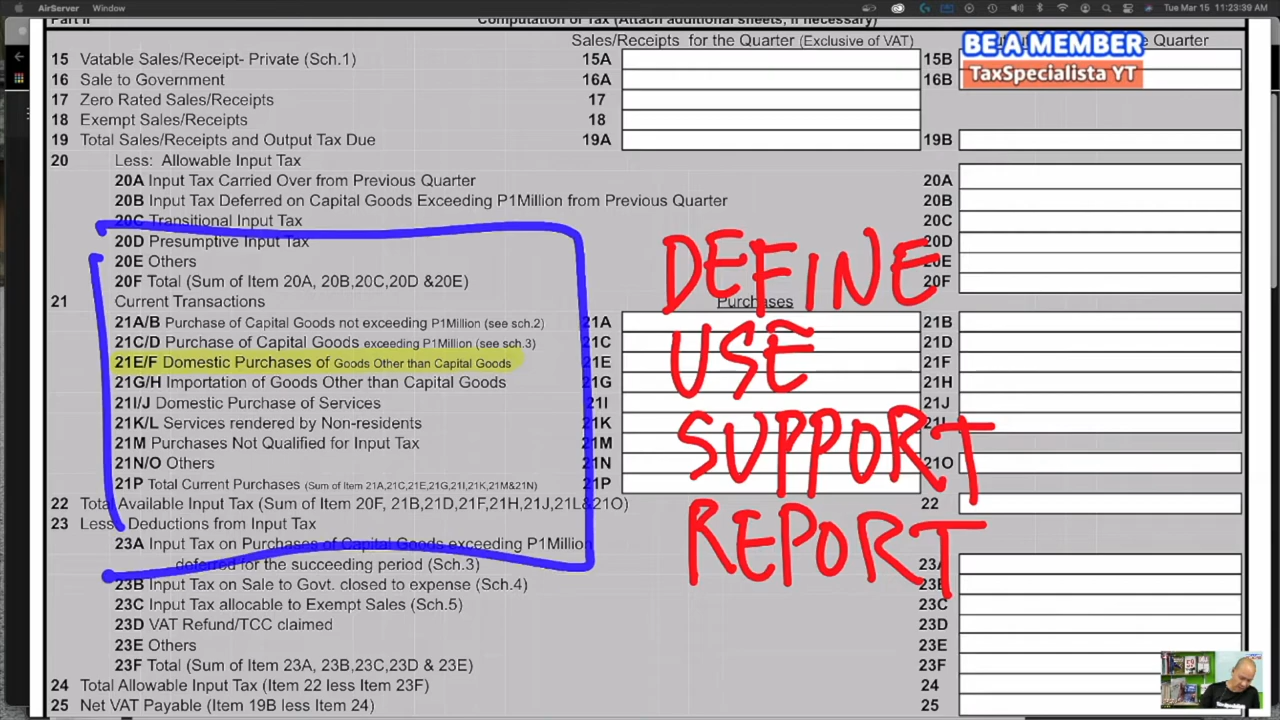 AirServer Window Tue Mar 15 11:23:39 AM
Computation of Tax (Attach additional sheets, if necessary)
Sales/Receipts for the Quarter (Exclusive of VAT) Quarter
BE A MEMBER
TaxSpecialista YT
15 Vatable Sales/Receipt- Private (Sch.1) 15A 15B
16 Sale to Government 16A 16B
17 Zero Rated Sales/Receipts 17
18 Exempt Sales/Receipts 18
19 Total Sales/Receipts and Output Tax Due 19A 19B
20 Less: Allowable Input Tax
20A Input Tax Carried Over from Previous Quarter 20A
20B Input Tax Deferred on Capital Goods Exceeding P1Million from Previous Quarter 20B
20C Transitional Input Tax 20C
20D Presumptive Input Tax 20D
20E Others 20E
20F Total (Sum of Item 20A, 20B,20C,20D &20E) 20F
21 Current Transactions Purchases
21A/B Purchase of Capital Goods not exceeding P1Million (see sch.2) 21A 21B
21C/D Purchase of Capital Goods exceeding P1Million (see sch.3) 21C 21D
21E/F Domestic Purchases of Goods Other than Capital Goods 21E 21F
21G/H Importation of Goods Other than Capital Goods 21G 21H
21I/J Domestic Purchase of Services 21I 21J
21K/L Services rendered by Non-residents 21K
21M Purchases Not Qualified for Input Tax 21M
21N/O Others 21N 21O
21P Total Current Purchases (Sum of Item 21A,21C,21E,21G,21I,21K,21M&21N) 21P
22 Total Available Input Tax (Sum of Item 20F, 21B,21D,21F,21H,21J,21L&21O) 22
23 Less: Deductions from Input Tax
23A Input Tax on Purchases of Capital Goods exceeding P1Million
deferred for the succeeding period (Sch.3) 23A
23B Input Tax on Sale to Govt. closed to expense (Sch.4)
23C Input Tax allocable to Exempt Sales (Sch.5) 23C
23D VAT Refund/TCC claimed 23D
23E Others 23E
23F Total (Sum of Item 23A, 23B,23C,23D & 23E) 23F
24 Total Allowable Input Tax (Item 22 less Item 23F) 24
25 Net VAT Payable (Item 19B less Item 24) 25
DEFINE
USE
SUPPORT
REPORT